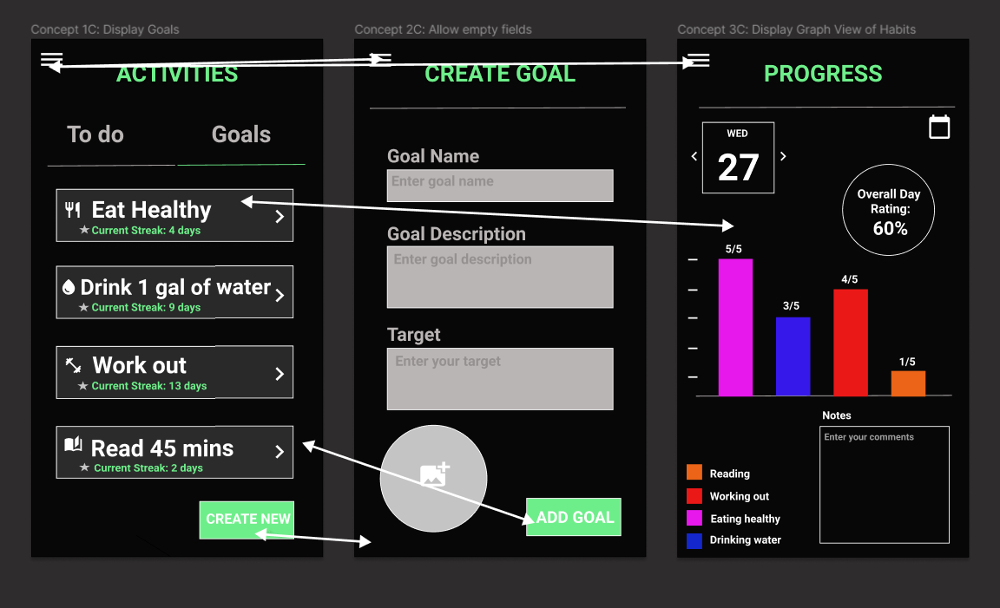 Concept 1C: Display Goals
ACTIVITIES
To do
Goals
Eat Healthy
Current Streak: 4 days
Drink 1 gal of water
Current Streak: 9 days
Work out
Current Streak: 13 days
Read 45 mins
Current Streak: 2 days
CREATE NEW
Concept 2C: Allow empty fields
CREATE GOAL
Goal Name
Enter goal name
Goal Description
Enter goal description
Target
Enter your target
ADD GOAL
Concept 3C: Display Graph View of Habits
PROGRESS
WED
27
Overall Day
Rating:
60%
5/5
3/5
4/5
1/5
Notes
Enter your comments
Reading
Working out
Eating healthy
Drinking water